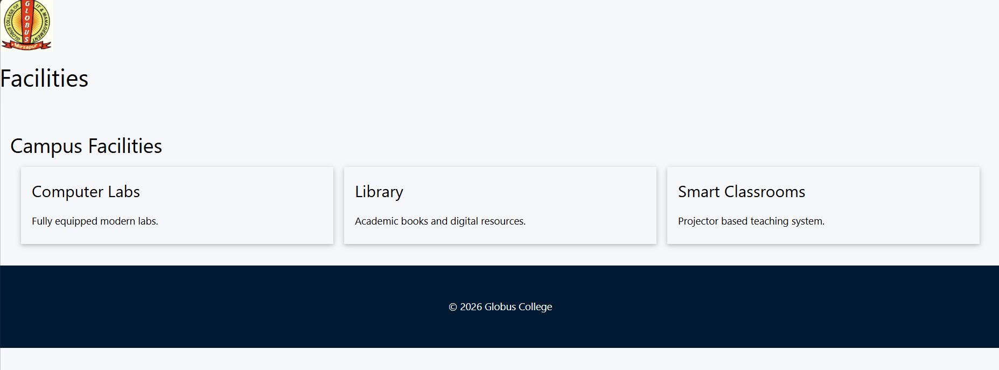 GLOBUS COLLEGE OF IT & MANAGEMENT
GLOBUS
Mirzapur
Facilities
Campus Facilities
Computer Labs
Fully equipped modern labs.
Library
Academic books and digital resources.
Smart Classrooms
Projector based teaching system.
© 2026 Globus College